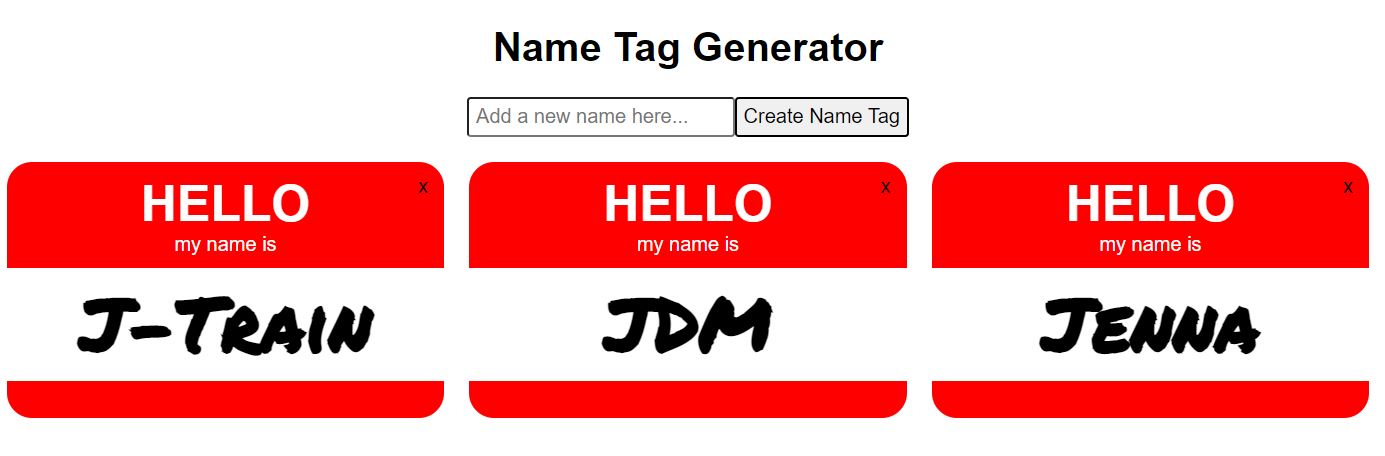 Name Tag Generator
Add a new name here... Create Name Tag
HELLO x
my name is
J-Train
HELLO x
my name is
JDM
HELLO x
my name is
Jenna